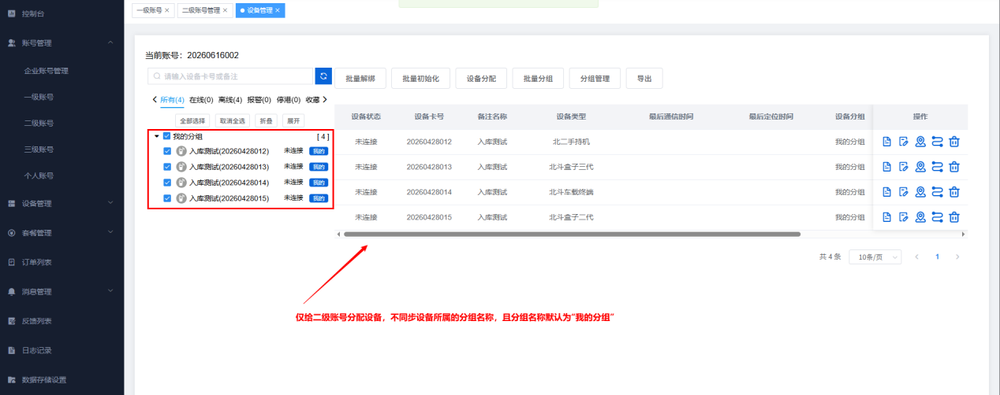 控制台
账号管理
企业账号管理
一级账号
二级账号
三级账号
个人账号
设备管理
套餐管理
订单列表
消息管理
反馈列表
日志记录
数据存储设置
一级账号 × 二级账号管理 × 设备管理 ×
当前账号：20260616002
请输入设备卡号或备注
批量解绑 批量初始化 设备分配 批量分组 分组管理 导出
所有(4) 在线(0) 离线(4) 报警(0) 停港(0) 收藏
全部选择 取消全选 折叠 展开
我的分组 [ 4 ]
入库测试(20260428012) 未连接 我的
入库测试(20260428013) 未连接 我的
入库测试(20260428014) 未连接 我的
入库测试(20260428015) 未连接 我的
设备状态 设备卡号 备注名称 设备类型 最后通信时间 最后定位时间 设备分组 操作
未连接 20260428012 入库测试 北二手持机 我的分组
未连接 20260428013 入库测试 北斗盒子三代 我的分组
未连接 20260428014 入库测试 北斗车载终端 我的分组
未连接 20260428015 入库测试 北斗盒子二代 我的分组
共 4 条 10条/页 1
仅给二级账号分配设备，不同步设备所属的分组名称，且分组名称默认为“我的分组”